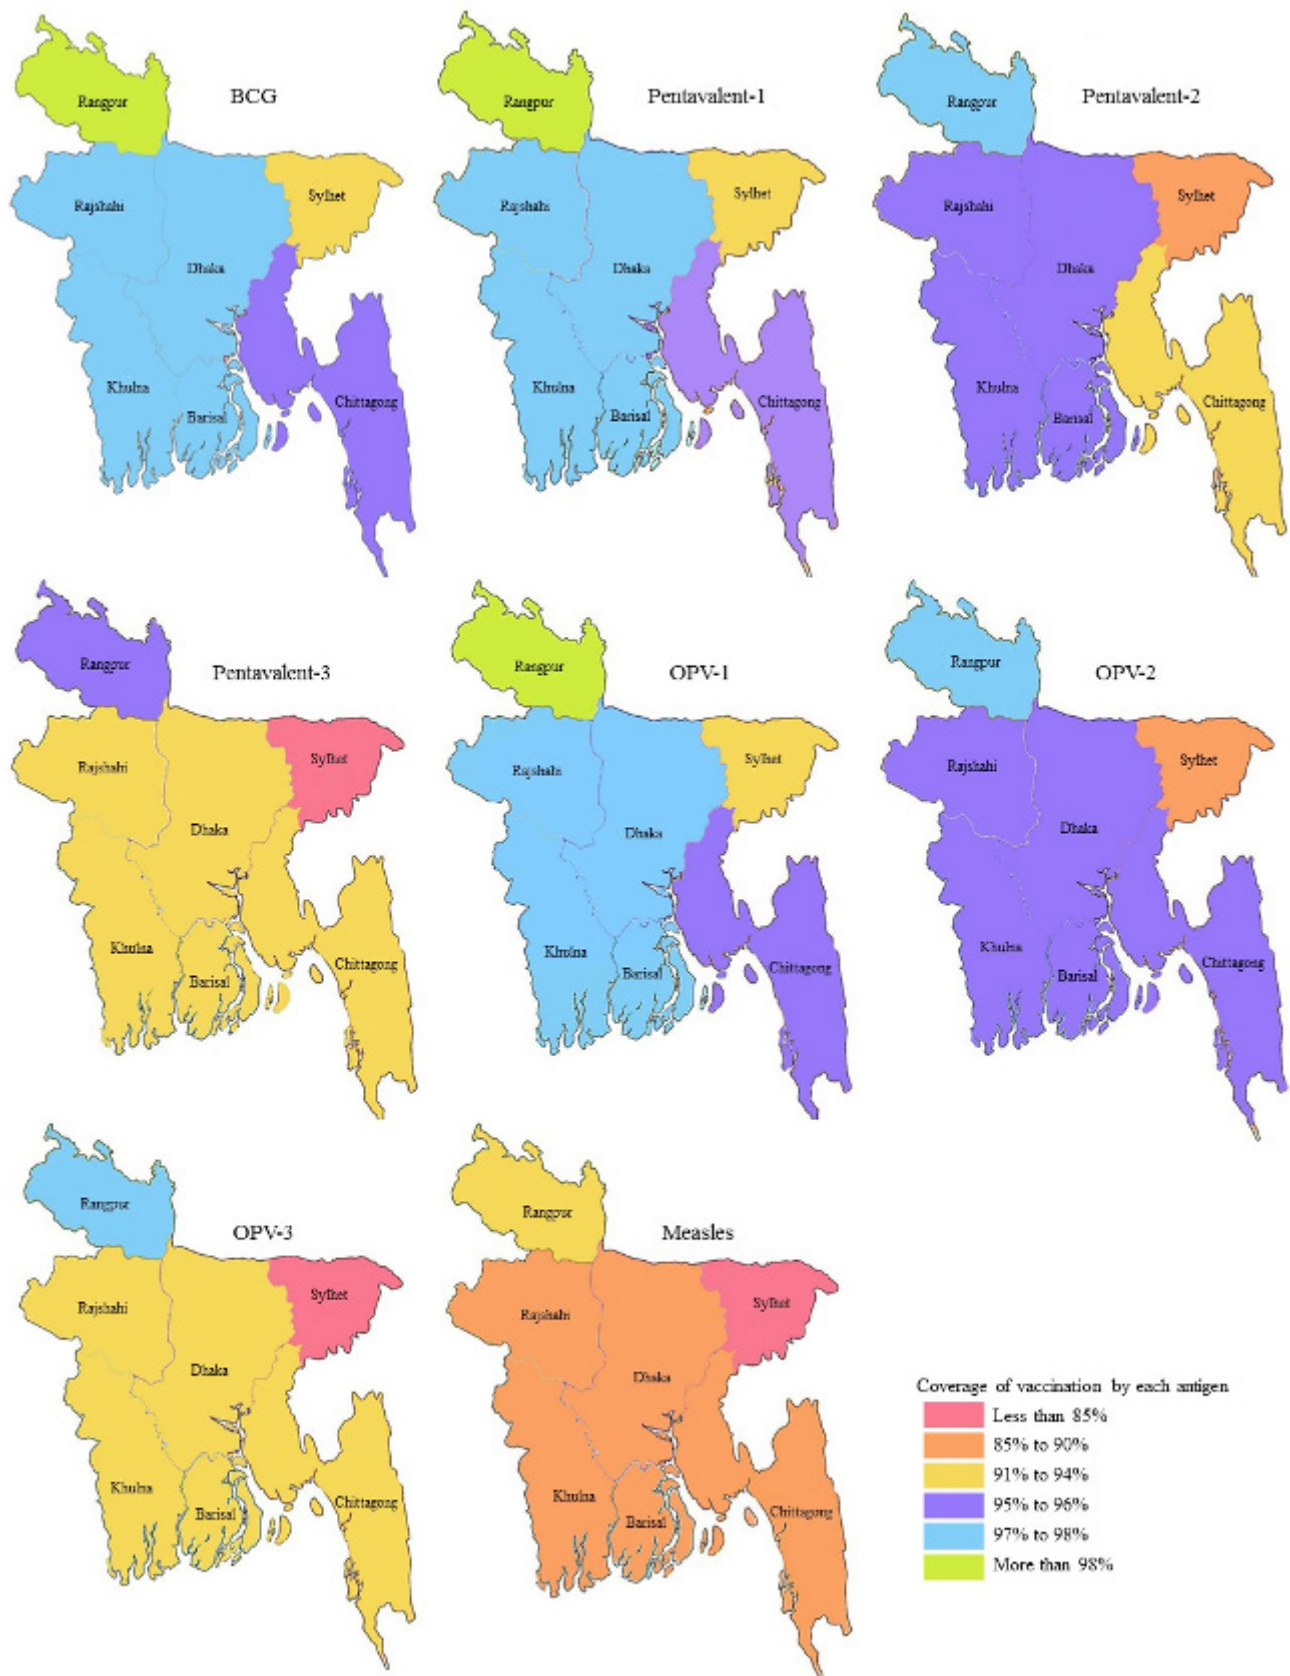 BCG
Rangpur
Rajshahi
Sylhet
Dhaka
Khulna
Barisal
Chittagong
Pentavalent-1
Rangpur
Rajshahi
Sylhet
Dhaka
Khulna
Barisal
Chittagong
Pentavalent-2
Rangpur
Rajshahi
Sylhet
Dhaka
Khulna
Barisal
Chittagong
Pentavalent-3
Rangpur
Rajshahi
Sylhet
Dhaka
Khulna
Barisal
Chittagong
OPV-1
Rangpur
Rajshahi
Sylhet
Dhaka
Khulna
Barisal
Chittagong
OPV-2
Rangpur
Rajshahi
Sylhet
Dhaka
Khulna
Barisal
Chittagong
OPV-3
Rangpur
Rajshahi
Sylhet
Dhaka
Khulna
Barisal
Chittagong
Measles
Rangpur
Rajshahi
Sylhet
Dhaka
Khulna
Barisal
Chittagong
Coverage of vaccination by each antigen
Less than 85%
85% to 90%
91% to 94%
95% to 96%
97% to 98%
More than 98%